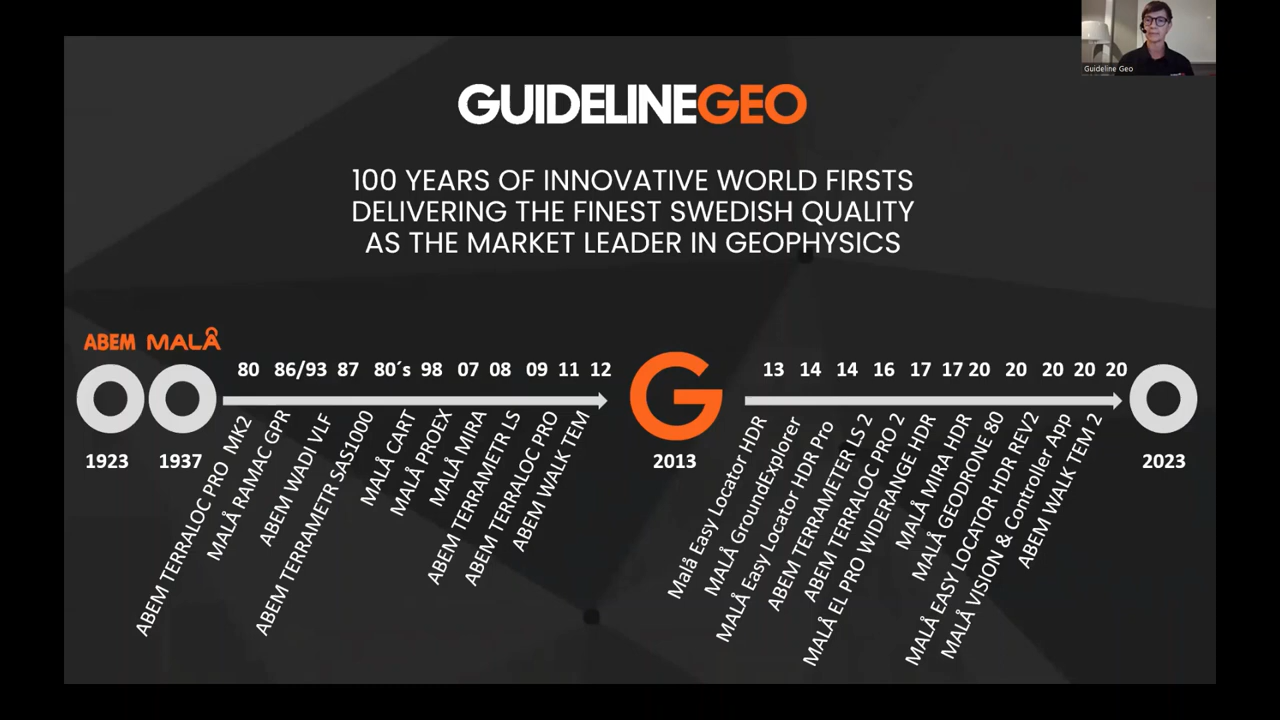 Guideline Geo
GUIDELINEGEO
100 YEARS OF INNOVATIVE WORLD FIRSTS
DELIVERING THE FINEST SWEDISH QUALITY
AS THE MARKET LEADER IN GEOPHYSICS
ABEM MALÅ
80 86/93 87 80´s 98 07 08 09 11 12
13 14 14 16 17 17 20 20 20 20 20
1923
1937
2013
2023
ABEM TERRALOC PRO MK2
MALÅ RAMAC GPR
ABEM WADI VLF
ABEM TERRAMETR SAS1000
MALÅ CART
MALÅ PROEX
MALÅ MIRA
ABEM TERRAMETR LS
ABEM TERRALOC PRO
ABEM WALK TEM
Malå Easy Locator HDR
MALÅ GroundExplorer
MALÅ Easy Locator HDR Pro
ABEM TERRAMETER LS 2
ABEM TERRALOC PRO 2
MALÅ EL PRO WIDERANGE HDR
MALÅ MIRA HDR
MALÅ GEODRONE 80
MALÅ EASY LOCATOR HDR REV2
MALÅ VISION & Controller App
ABEM WALK TEM 2